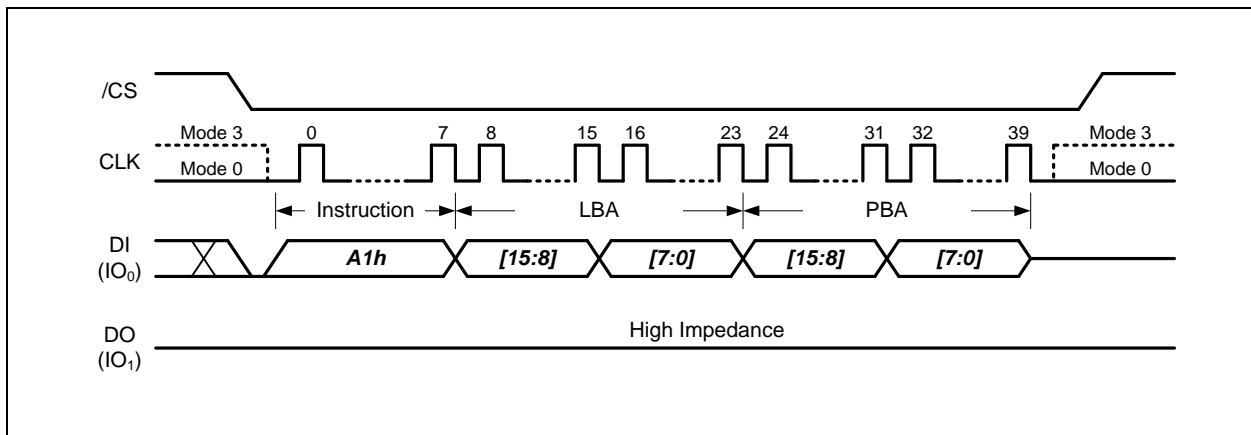 /CS
Mode 3 0 7 8 15 16 23 24 31 32 39 Mode 3
CLK
Mode 0 Mode 0
Instruction LBA PBA
DI
(IO₀)
A1h [15:8] [7:0] [15:8] [7:0]
DO
(IO₁)
High Impedance